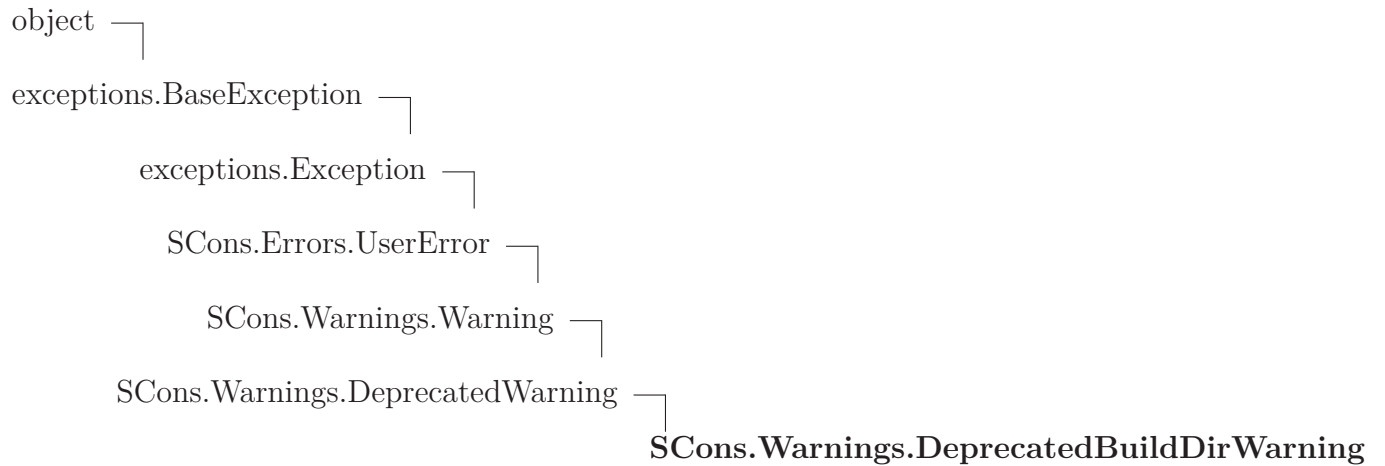 object
exceptions.BaseException
exceptions.Exception
SCons.Errors.UserError
SCons.Warnings.Warning
SCons.Warnings.DeprecatedWarning
SCons.Warnings.DeprecatedBuildDirWarning